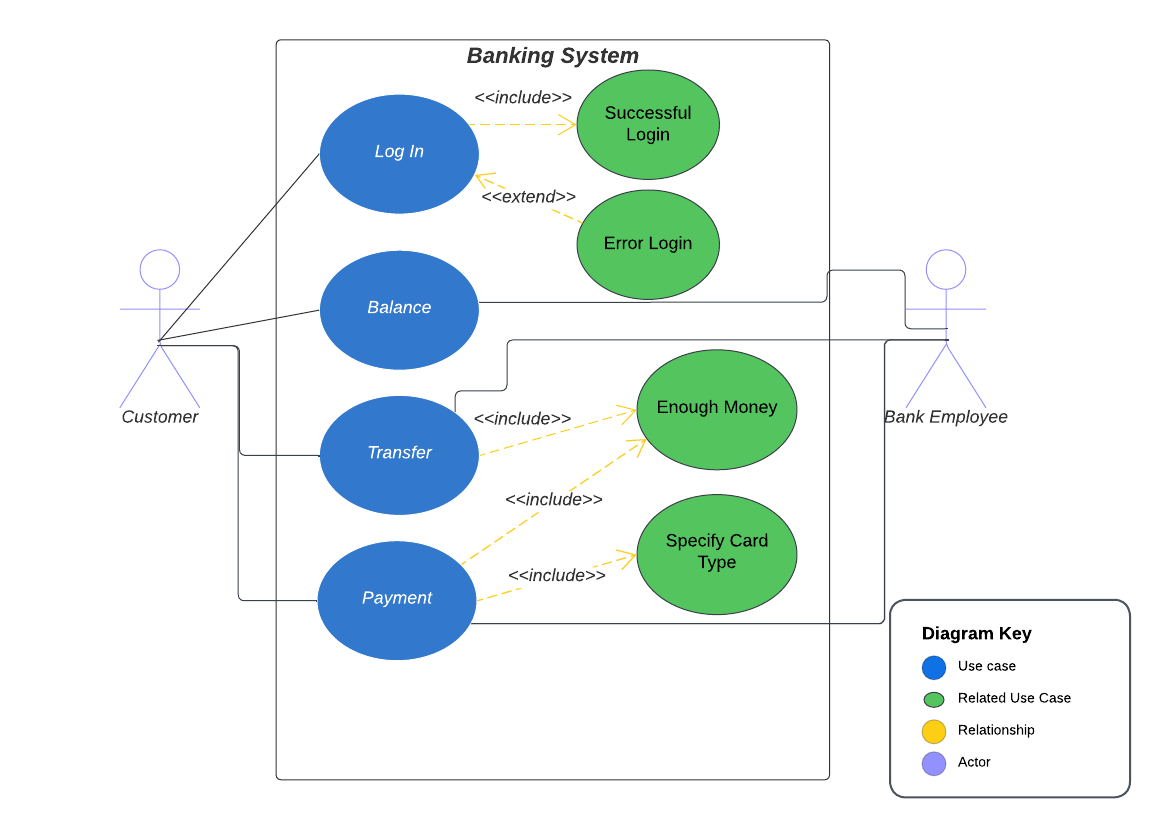 Banking System
<<include>>
Successful
Login
Log In
<<extend>>
Error Login
Balance
Customer
Bank Employee
Enough Money
<<include>>
Transfer
<<include>>
Specify Card
Type
<<include>>
Payment
Diagram Key
Use case
Related Use Case
Relationship
Actor